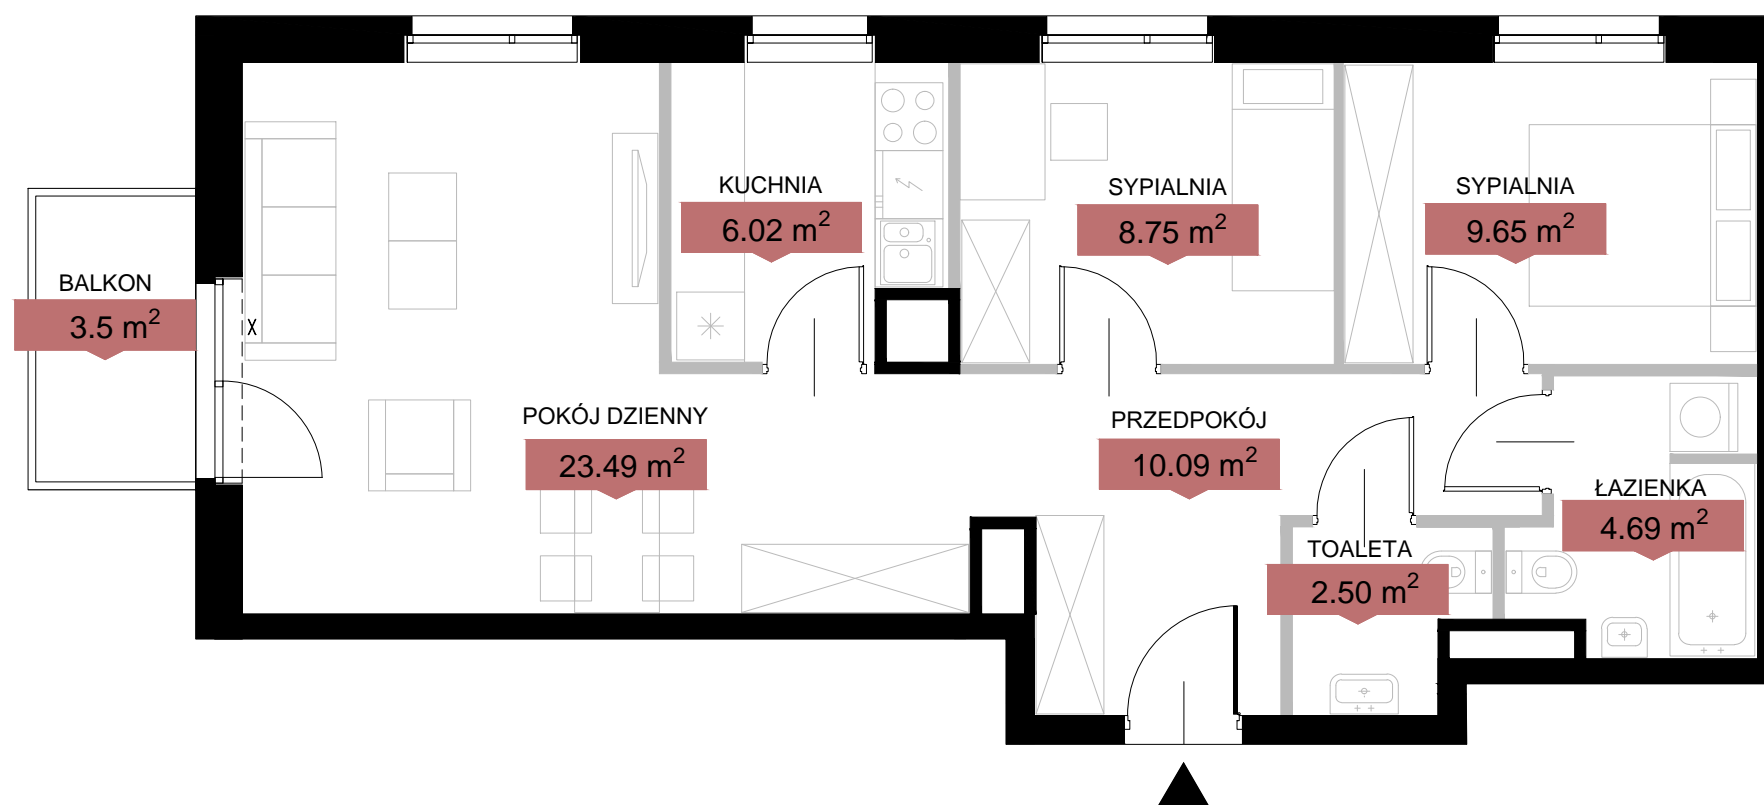 KUCHNIA
6.02 m²
SYPIALNIA
8.75 m²
SYPIALNIA
9.65 m²
BALKON
3.5 m²
POKÓJ DZIENNY
23.49 m²
PRZEDPOKÓJ
10.09 m²
ŁAZIENKA
4.69 m²
TOALETA
2.50 m²